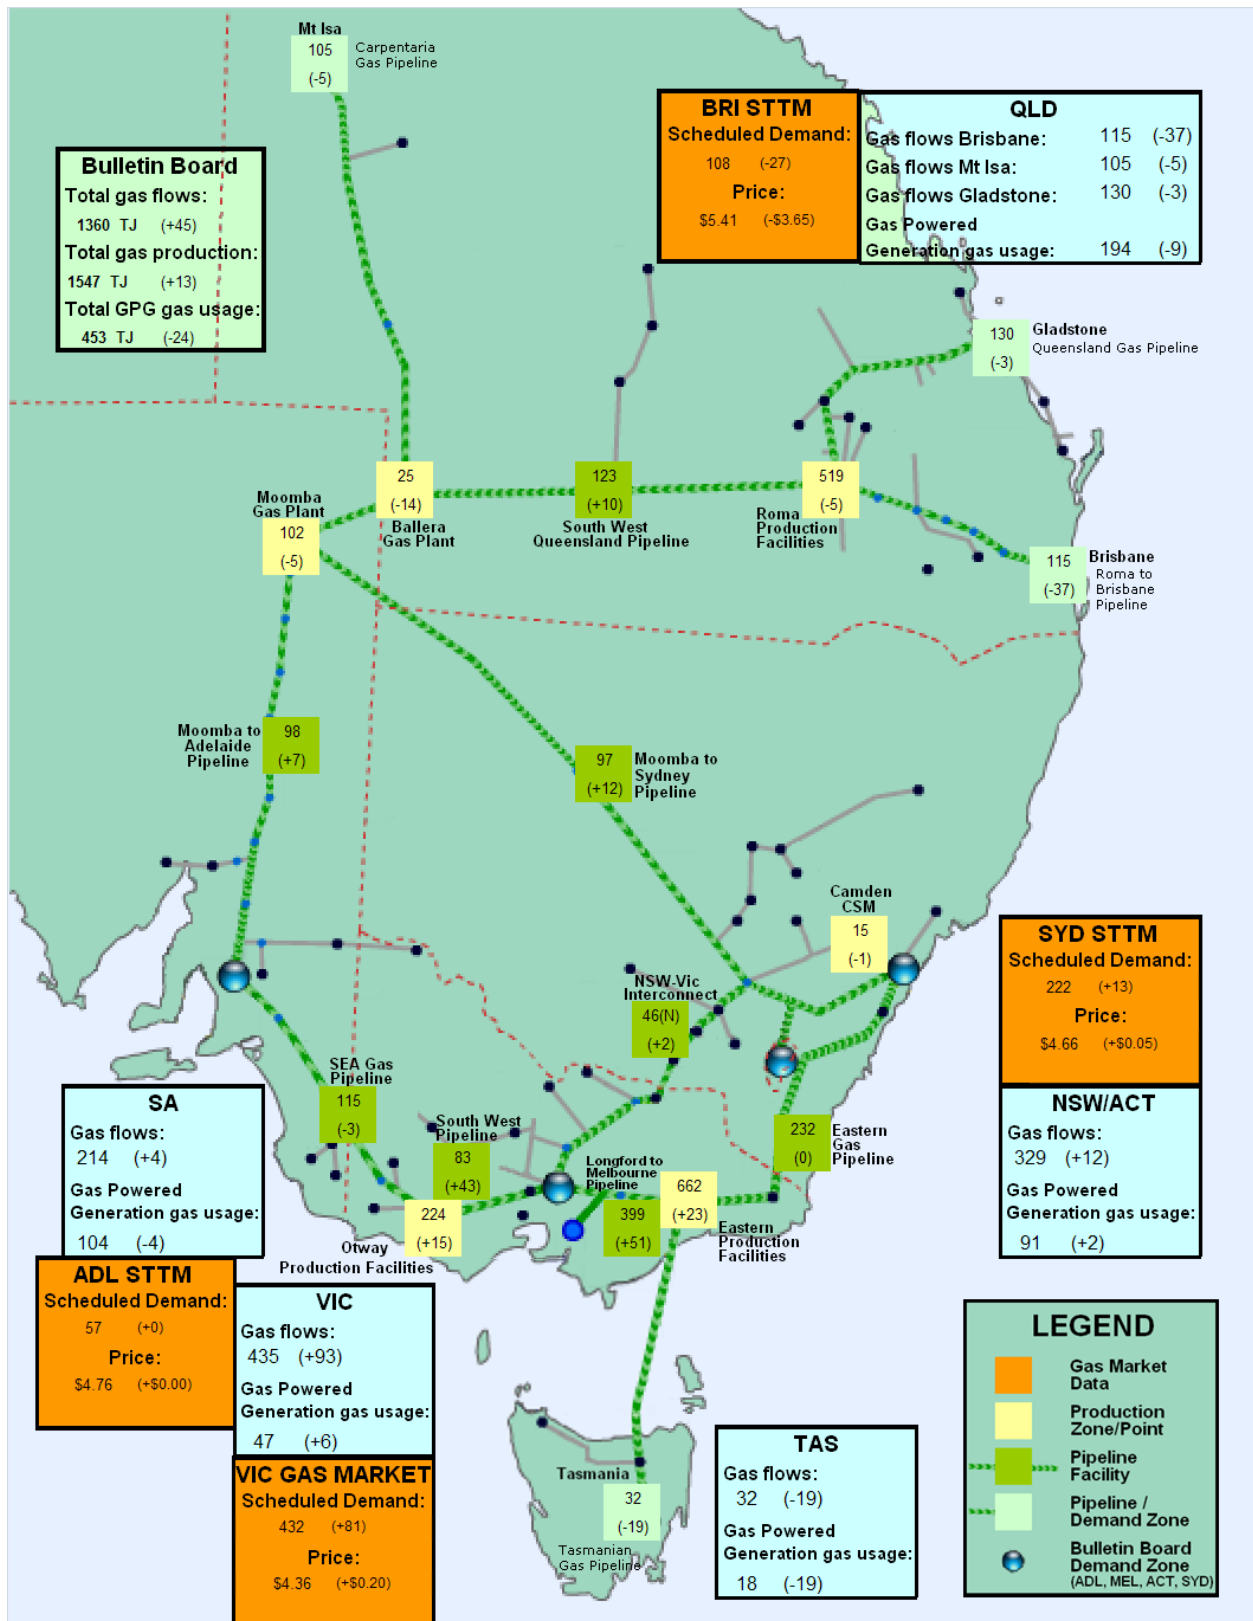 Mt Isa
105
(-5)
Carpentaria
Gas Pipeline
BRI STTM
Scheduled Demand:
108 (-27)
Price:
$5.41 (-$3.65)
QLD
Gas flows Brisbane: 115 (-37)
Gas flows Mt Isa: 105 (-5)
Gas flows Gladstone: 130 (-3)
Gas Powered
Generation gas usage: 194 (-9)
Bulletin Board
Total gas flows:
1360 TJ (+45)
Total gas production:
1547 TJ (+13)
Total GPG gas usage:
453 TJ (-24)
130
(-3)
Gladstone
Queensland Gas Pipeline
25
(-14)
Ballera
Gas Plant
123
(+10)
South West
Queensland Pipeline
519
(-5)
Roma
Production
Facilities
Moomba
Gas Plant
102
(-5)
115
(-37)
Brisbane
Roma to
Brisbane
Pipeline
Moomba to
Adelaide
Pipeline
98
(+7)
97
(+12)
Moomba to
Sydney
Pipeline
Camden
CSM
15
(-1)
NSW-Vic
Interconnect
46(N)
(+2)
SYD STTM
Scheduled Demand:
222 (+13)
Price:
$4.66 (+$0.05)
NSW/ACT
Gas flows:
329 (+12)
Gas Powered
Generation gas usage:
91 (+2)
SEA Gas
Pipeline
115
(-3)
South West
Pipeline
83
(+43)
232
(0)
Eastern
Gas
Pipeline
Longford to
Melbourne
Pipeline
399
(+51)
662
(+23)
Eastern
Production
Facilities
224
(+15)
Otway
Production Facilities
SA
Gas flows:
214 (+4)
Gas Powered
Generation gas usage:
104 (-4)
ADL STTM
Scheduled Demand:
57 (+0)
Price:
$4.76 (+$0.00)
VIC
Gas flows:
435 (+93)
Gas Powered
Generation gas usage:
47 (+6)
VIC GAS MARKET
Scheduled Demand:
432 (+81)
Price:
$4.36 (+$0.20)
Tasmania
32
(-19)
Tasmanian
Gas Pipeline
TAS
Gas flows:
32 (-19)
Gas Powered
Generation gas usage:
18 (-19)
LEGEND
Gas Market
Data
Production
Zone/Point
Pipeline
Facility
Pipeline /
Demand Zone
Bulletin Board
Demand Zone
(ADL, MEL, ACT, SYD)